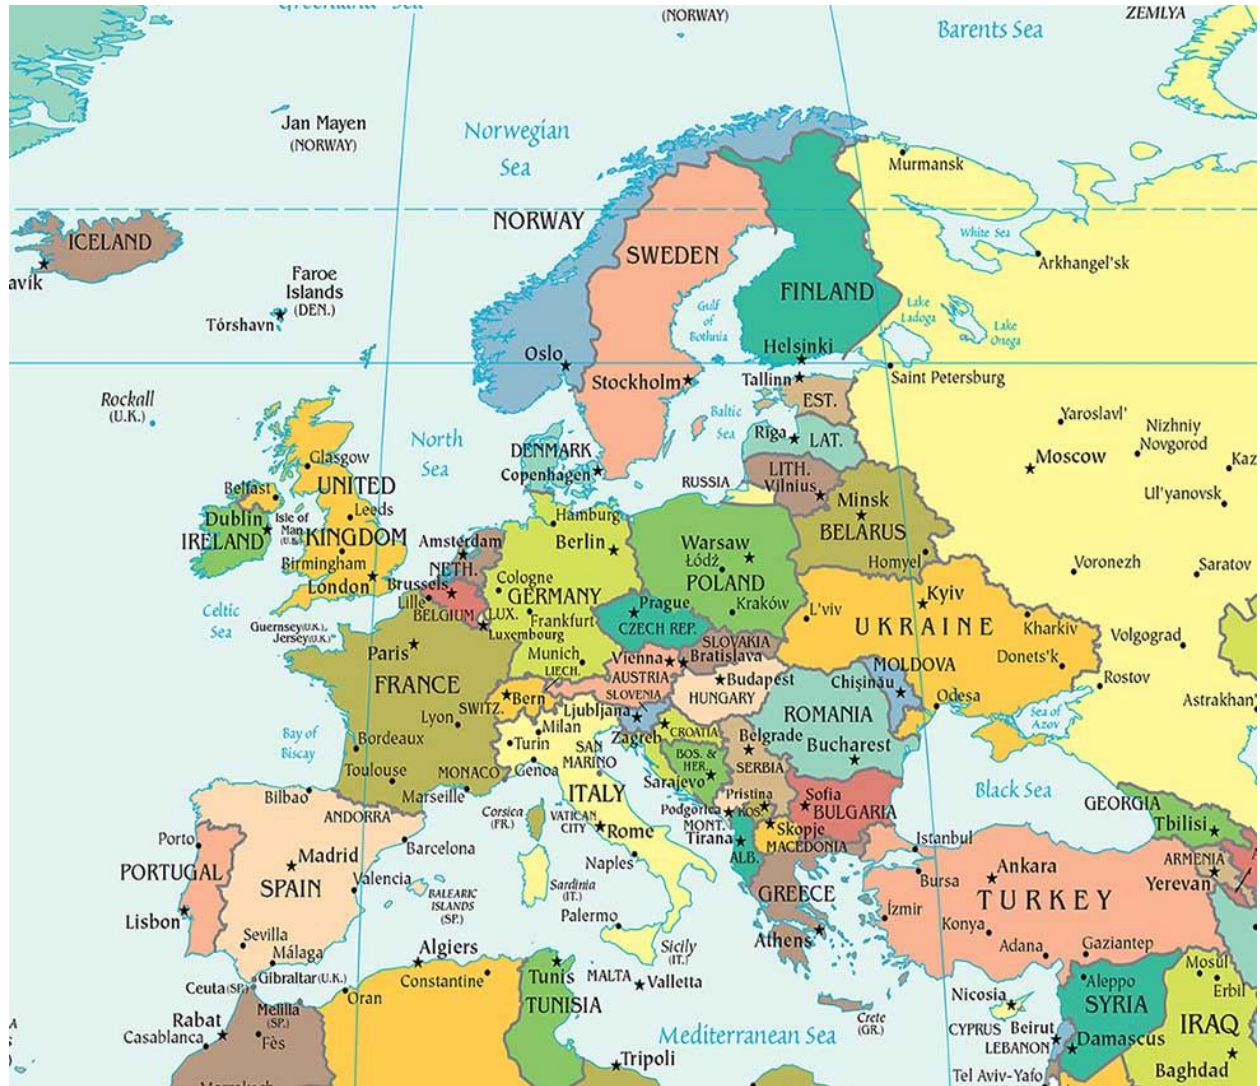 Greenland Sea
(NORWAY)
Barents Sea
ZEMLYA
Jan Mayen
(NORWAY)
Norwegian
Sea
Murmansk
NORWAY
White Sea
ICELAND
SWEDEN
Arkhangel'sk
avík
Faroe
Islands
(DEN.)
Tórshavn
FINLAND
Gulf
of
Bothnia
Lake
Ladoga
Lake
Onega
Oslo
Helsinki
Stockholm
Tallinn
Saint Petersburg
Rockall
(U.K.)
EST.
Baltic
Sea
Yaroslavl'
Nizhniy
Novgorod
North
Sea
DENMARK
Copenhagen
Riga
LAT.
Moscow
Kaz
Glasgow
UNITED
KINGDOM
RUSSIA
LITH.
Vilnius
Minsk
BELARUS
Ul'yanovsk
Belfast
Leeds
Dublin
IRELAND
Isle of
Man
(U.K.)
Hamburg
Berlin
Amsterdam
NETH.
Warsaw
Łódź
POLAND
Homyel
Voronezh
Saratov
Birmingham
London
Brussels
BELGIUM
Cologne
GERMANY
Lille
LUX.
Luxembourg
Frankfurt
Prague
CZECH REP.
Kraków
L'viv
Kyiv
UKRAINE
Kharkiv
Celtic
Sea
Guernsey(U.K.)
Jersey(U.K.)
Volgograd
Paris
Munich
LIECH.
Vienna
AUSTRIA
SLOVAKIA
Bratislava
Donets'k
MOLDOVA
Chişinău
Rostov
FRANCE
SWITZ.
Bern
SLOVENIA
Ljubljana
Budapest
HUNGARY
Odesa
Astrakhan'
Sea of
Azov
Lyon
Milan
Turin
Zagreb
CROATIA
ROMANIA
Bucharest
Bay of
Biscay
Bordeaux
Genoa
SAN
MARINO
BOS. &
HER.
Sarajevo
Belgrade
SERBIA
Toulouse
MONACO
Marseille
Bilbao
ANDORRA
Corsica
(FR.)
ITALY
VATICAN
CITY
Rome
Podgorica
MONT.
Pristina
KOS.
Sofia
BULGARIA
Black Sea
GEORGIA
Tbilisi
Porto
Barcelona
Naples
Tirana
ALB.
Skopje
MACEDONIA
Istanbul
Bursa
Ankara
ARMENIA
Yerevan
PORTUGAL
Madrid
SPAIN
Valencia
BALEARIC
ISLANDS
(SP.)
Sardinia
(IT.)
GREECE
TURKEY
Lisbon
Palermo
Athens
İzmir
Konya
Adana
Gaziantep
Sevilla
Málaga
Algiers
Sicily
(IT.)
Gibraltar(U.K.)
Ceuta(SP.)
Constantine
Tunis
TUNISIA
MALTA
Valletta
Aleppo
SYRIA
Mosul
Erbil
Oran
Melilla
(SP.)
Nicosia
CYPRUS
Crete
(GR.)
Beirut
LEBANON
IRAQ
Rabat
Casablanca
Fès
Mediterranean Sea
Damascus
Baghdad
Tripoli
Tel Aviv-Yafo